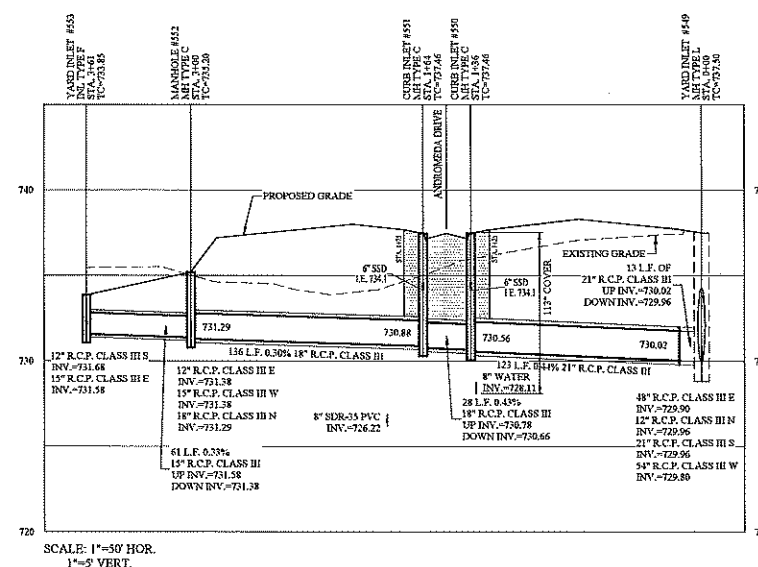 YARD INLET #553
INL TYPE F
STA. 3+61
TC=733.85
MANHOLE #552
MH TYPE C
STA. 3+00
TC=735.20
CURB INLET #551
MH TYPE C
STA. 1+64
TC=737.46
CURB INLET #550
MH TYPE C
STA. 1+36
TC=737.46
YARD INLET #549
MH TYPE L
STA. 0+00
TC=737.50
ANDROMEDA DRIVE
740
PROPOSED GRADE
EXISTING GRADE
6" SSD
I.E. 734.1
6" SSD
I.E. 734.1
113" COVER
13 L.F. OF
21" R.C.P. CLASS III
UP INV.=730.02
DOWN INV.=729.96
731.29
730.88
730.56
730.02
730
136 L.F. 0.30% 18" R.C.P. CLASS III
123 L.F. 0.44% 21" R.C.P. CLASS III
12" R.C.P. CLASS III S
INV.=731.68
15" R.C.P. CLASS III E
INV.=731.58
12" R.C.P. CLASS III E
INV.=731.38
15" R.C.P. CLASS III W
INV.=731.38
18" R.C.P. CLASS III N
INV.=731.29
8" SDR-35 PVC
INV.=726.22
8" WATER
INV.=728.11
28 L.F. 0.43%
18" R.C.P. CLASS III
UP INV.=730.78
DOWN INV.=730.66
48" R.C.P. CLASS III E
INV.=729.90
12" R.C.P. CLASS III N
INV.=729.96
21" R.C.P. CLASS III S
INV.=729.96
54" R.C.P. CLASS III W
INV.=729.80
61 L.F. 0.33%
15" R.C.P. CLASS III
UP INV.=731.58
DOWN INV.=731.38
720
SCALE: 1"=50' HOR.
1"=5' VERT.